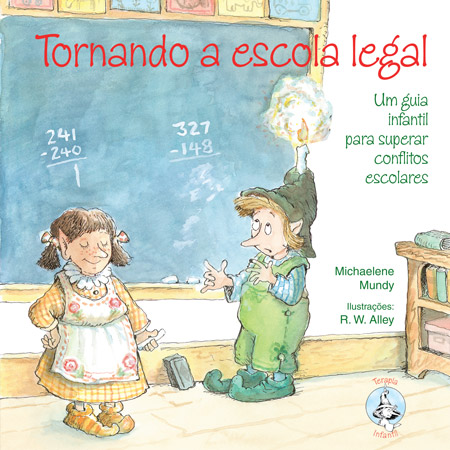 Tornando a escola legal
Um guia
infantil
para superar
conflitos
escolares
241
-240
1
327
-148
Michaelene
Mundy
Ilustrações:
R. W. Alley
Terapia
Infantil